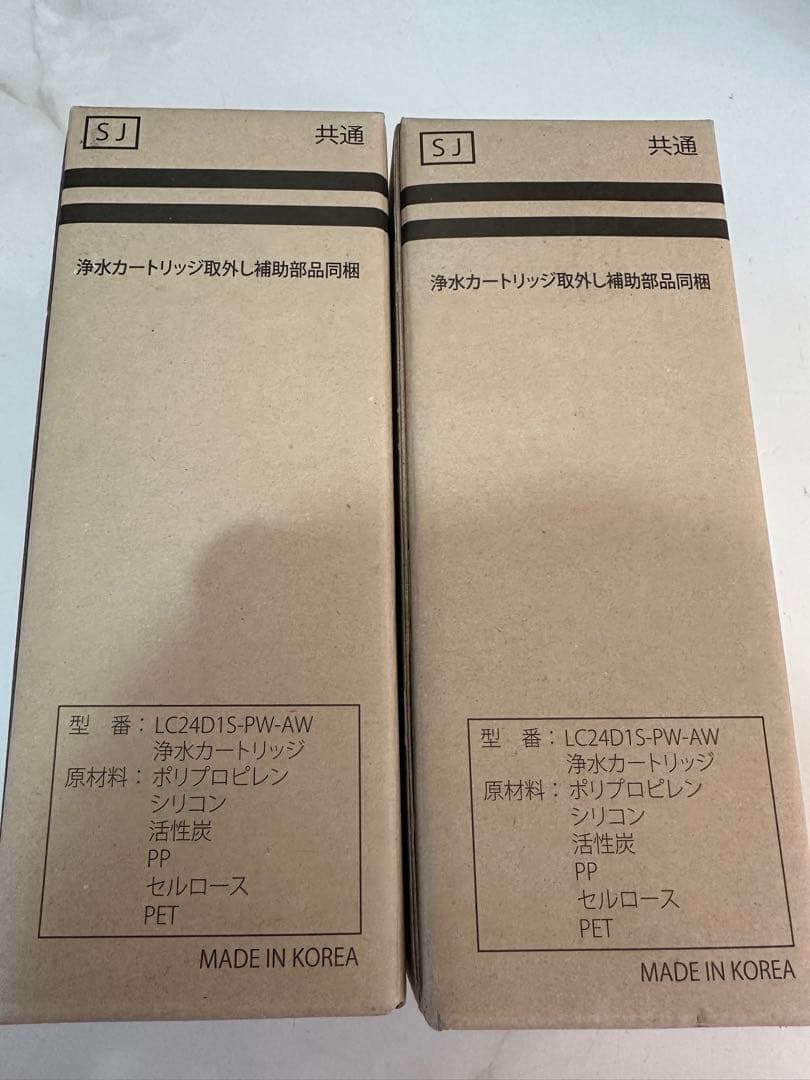 SJ 共通
浄水カートリッジ取外し補助部品同梱
型 番: LC24D1S-PW-AW
浄水カートリッジ
原材料: ポリプロピレン
シリコン
活性炭
PP
セルロース
PET
MADE IN KOREA
SJ 共通
浄水カートリッジ取外し補助部品同梱
型 番: LC24D1S-PW-AW
浄水カートリッジ
原材料: ポリプロピレン
シリコン
活性炭
PP
セルロース
PET
MADE IN KOREA